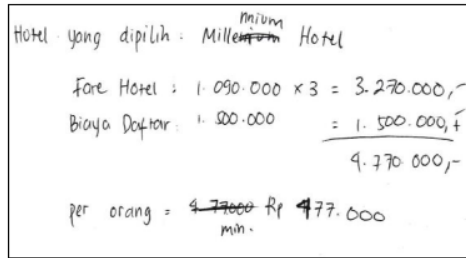 Hotel yang dipilih : Millennium Hotel
Fare Hotel : 1.090.000 x 3 = 3.270.000,-
Biaya Daftar : 1.500.000 = 1.500.000,-+
4.770.000,-
per orang = Rp 477.000
min.